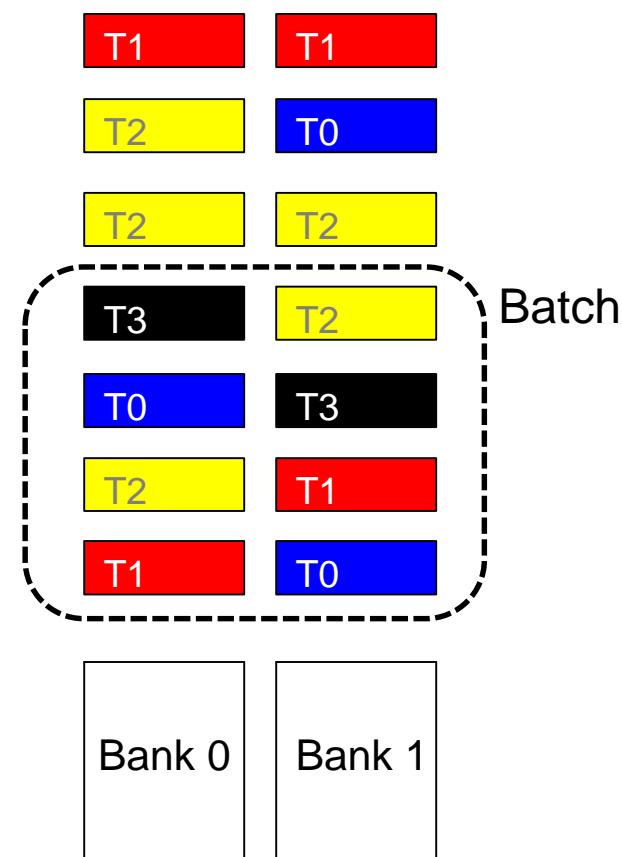 T1 T1
T2 T0
T2 T2
T3 T2 Batch
T0 T3
T2 T1
T1 T0
Bank 0 Bank 1